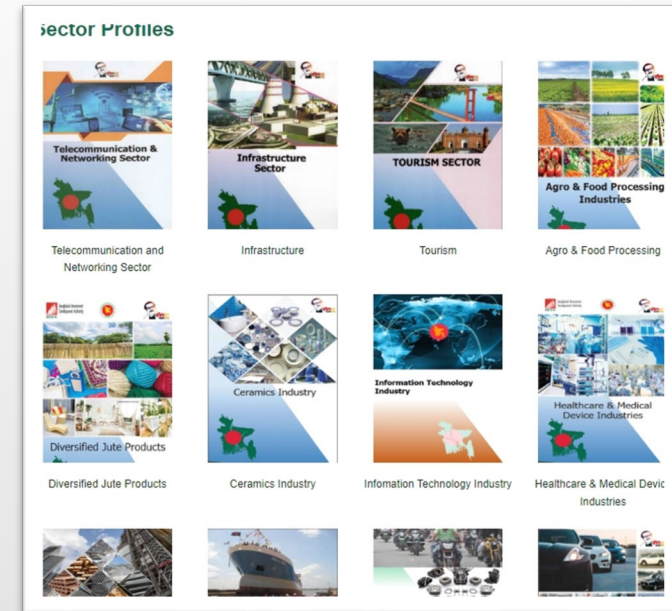 Sector Profiles
Telecommunication &
Networking Sector
Infrastructure
Sector
TOURISM SECTOR
Agro & Food Processing
Industries
Telecommunication and
Networking Sector
Infrastructure
Tourism
Agro & Food Processing
Diversified Jute Products
Ceramics Industry
Information Technology
Industry
Healthcare & Medical
Device Industries
Diversified Jute Products
Ceramics Industry
Infomation Technology Industry
Healthcare & Medical Devic
Industries